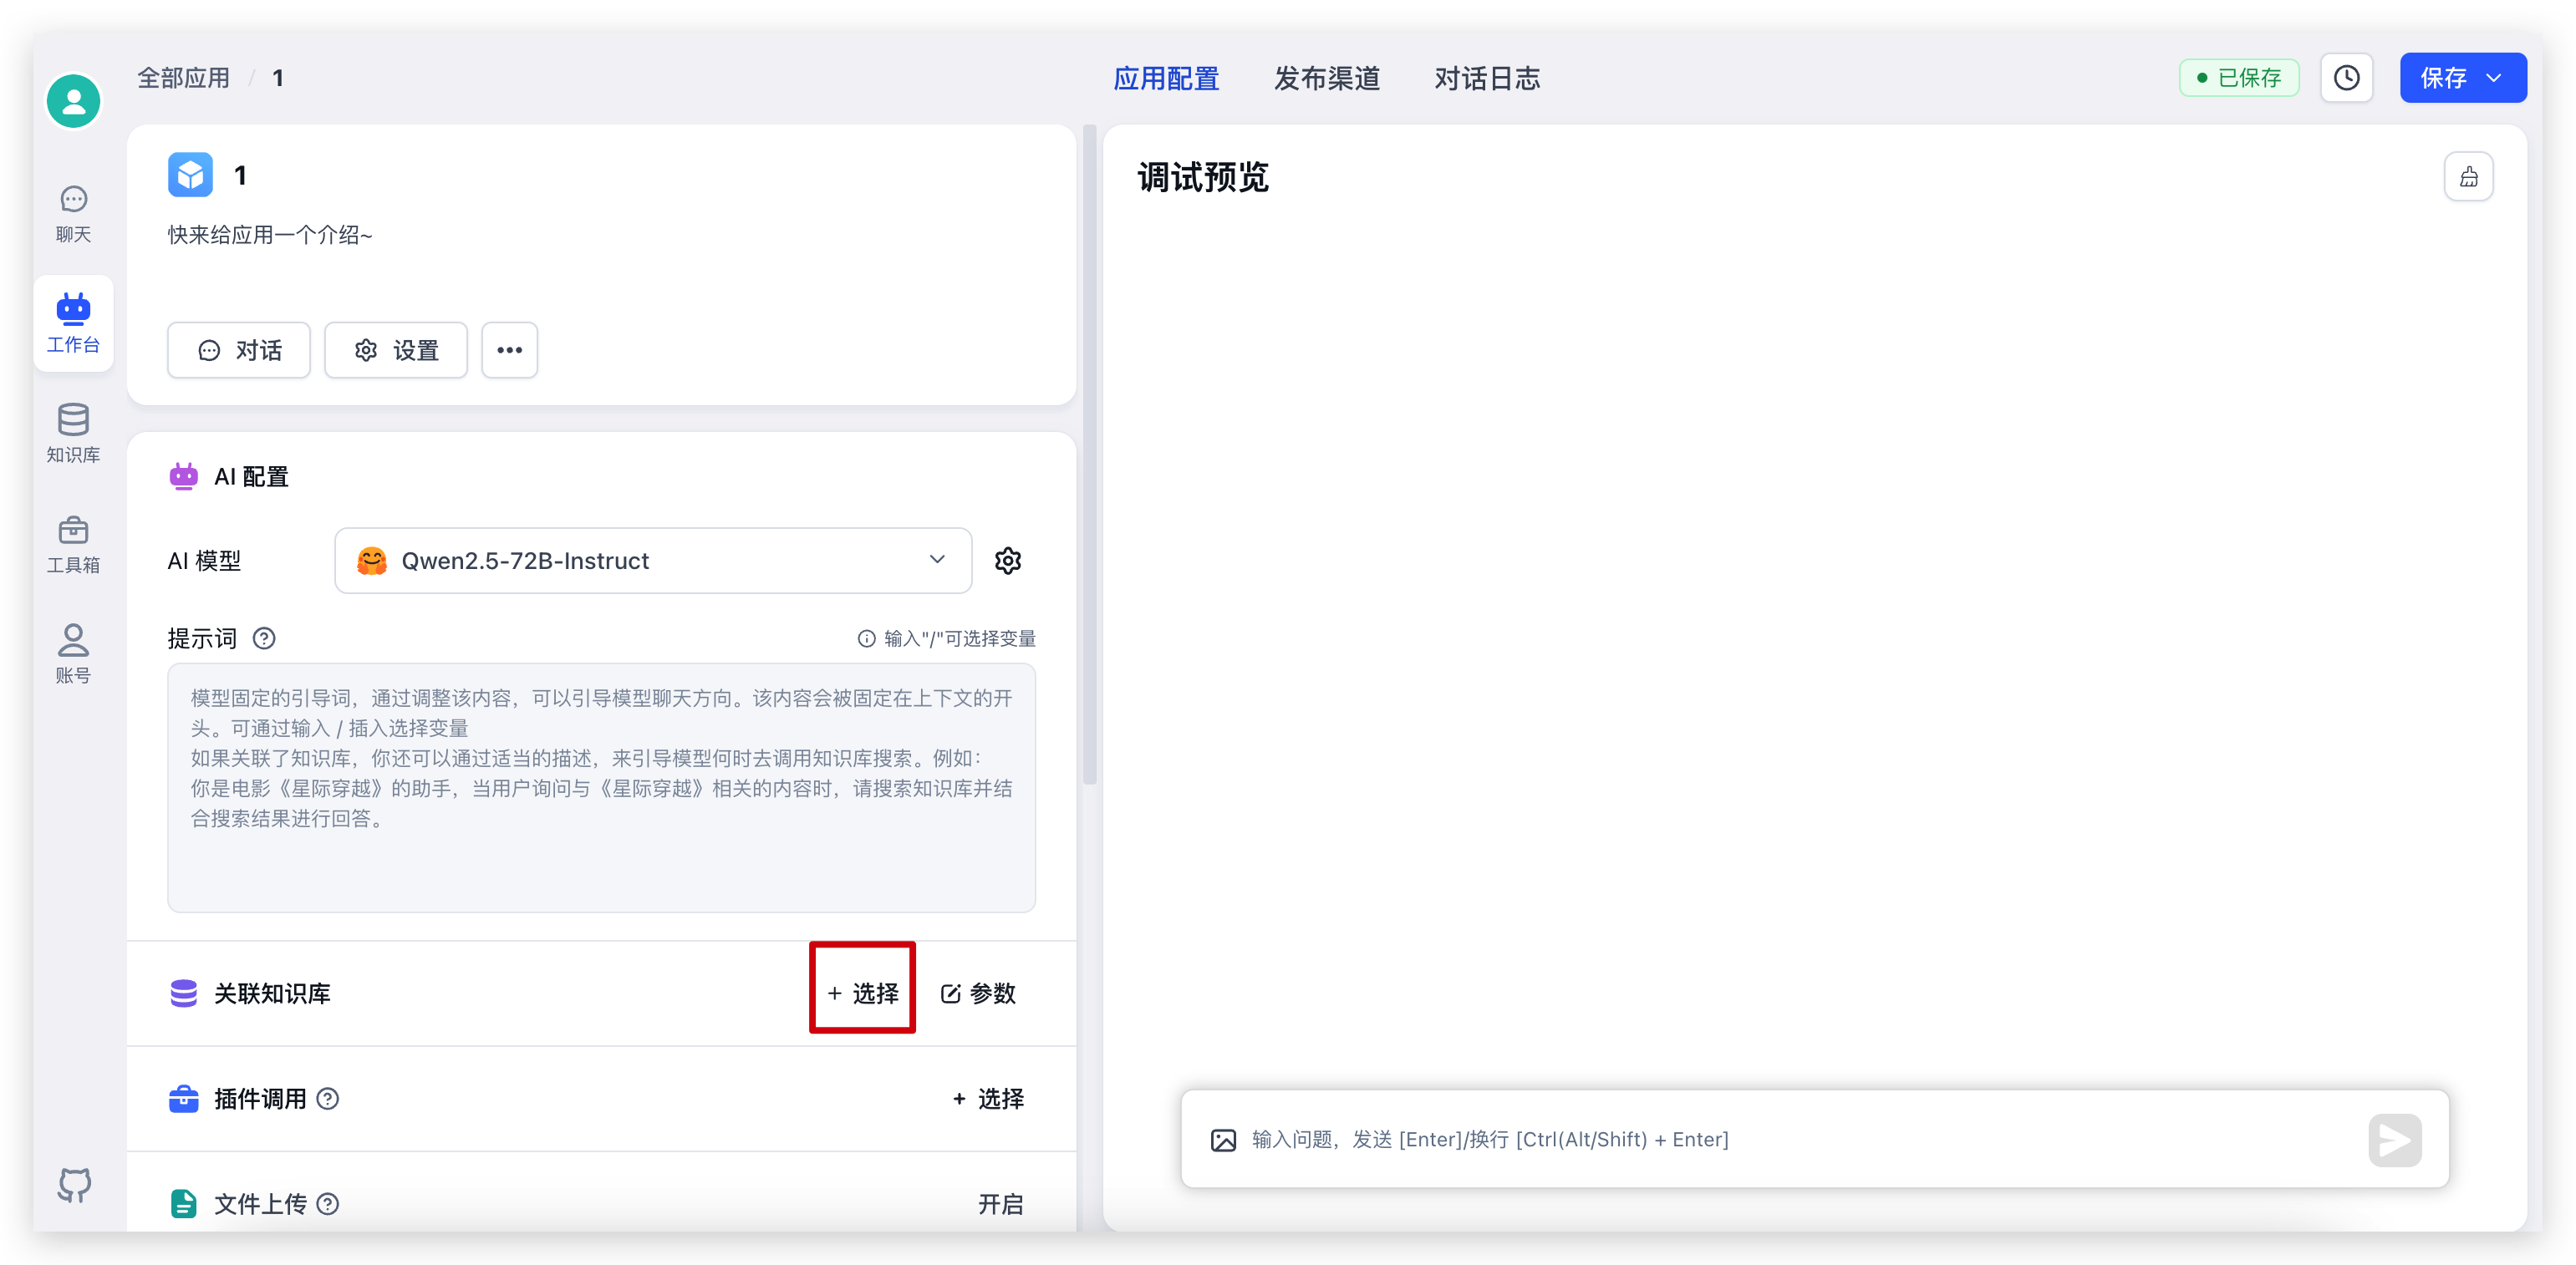 全部应用 / 1
应用配置
发布渠道
对话日志
已保存
保存
聊天
工作台
知识库
工具箱
账号
1
快来给应用一个介绍~
对话
设置
AI 配置
AI 模型
Qwen2.5-72B-Instruct
提示词
输入"/"可选择变量
模型固定的引导词，通过调整该内容，可以引导模型聊天方向。该内容会被固定在上下文的开
头。可通过输入 / 插入选择变量
如果关联了知识库，你还可以通过适当的描述，来引导模型何时去调用知识库搜索。例如：
你是电影《星际穿越》的助手，当用户询问与《星际穿越》相关的内容时，请搜索知识库并结
合搜索结果进行回答。
关联知识库
+ 选择
参数
插件调用
+ 选择
文件上传
开启
调试预览
输入问题，发送 [Enter]/换行 [Ctrl(Alt/Shift) + Enter]